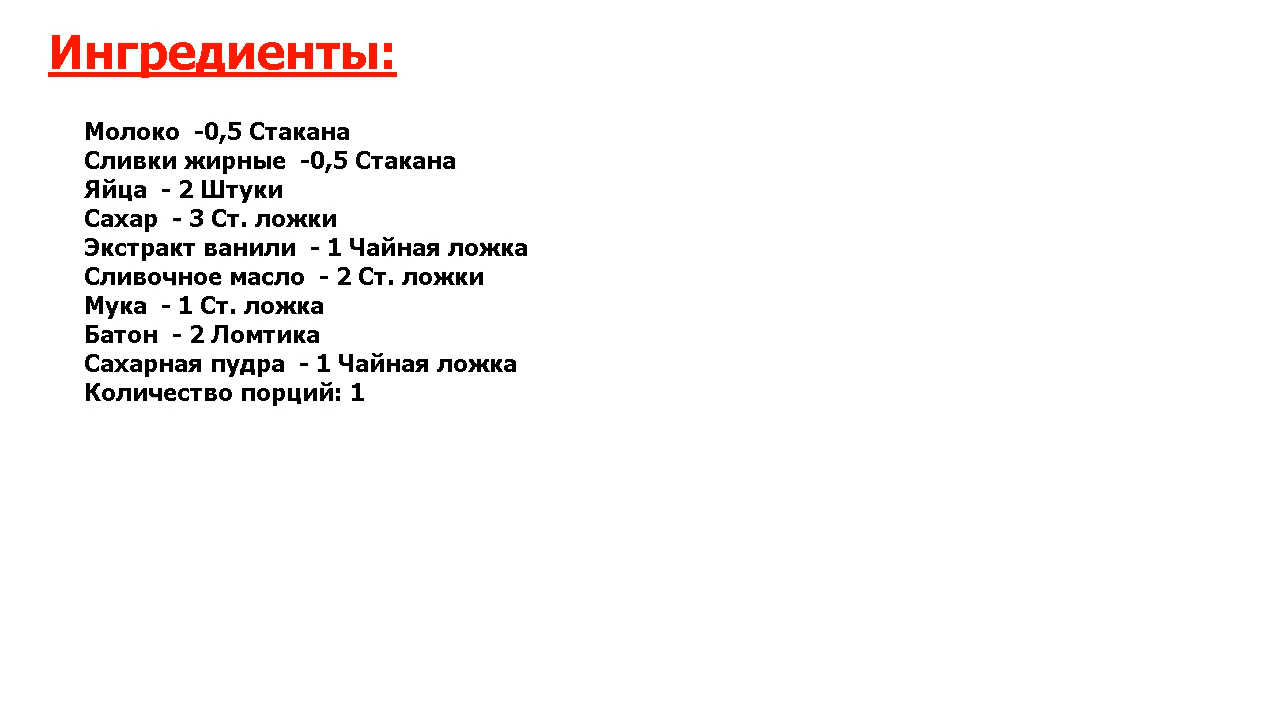 Ингредиенты:
Молоко  -0,5 Стакана
Сливки жирные  -0,5 Стакана
Яйца  - 2 Штуки
Сахар  - 3 Ст. ложки
Экстракт ванили  - 1 Чайная ложка
Сливочное масло  - 2 Ст. ложки
Мука  - 1 Ст. ложка
Батон  - 2 Ломтика
Сахарная пудра  - 1 Чайная ложка
Количество порций: 1